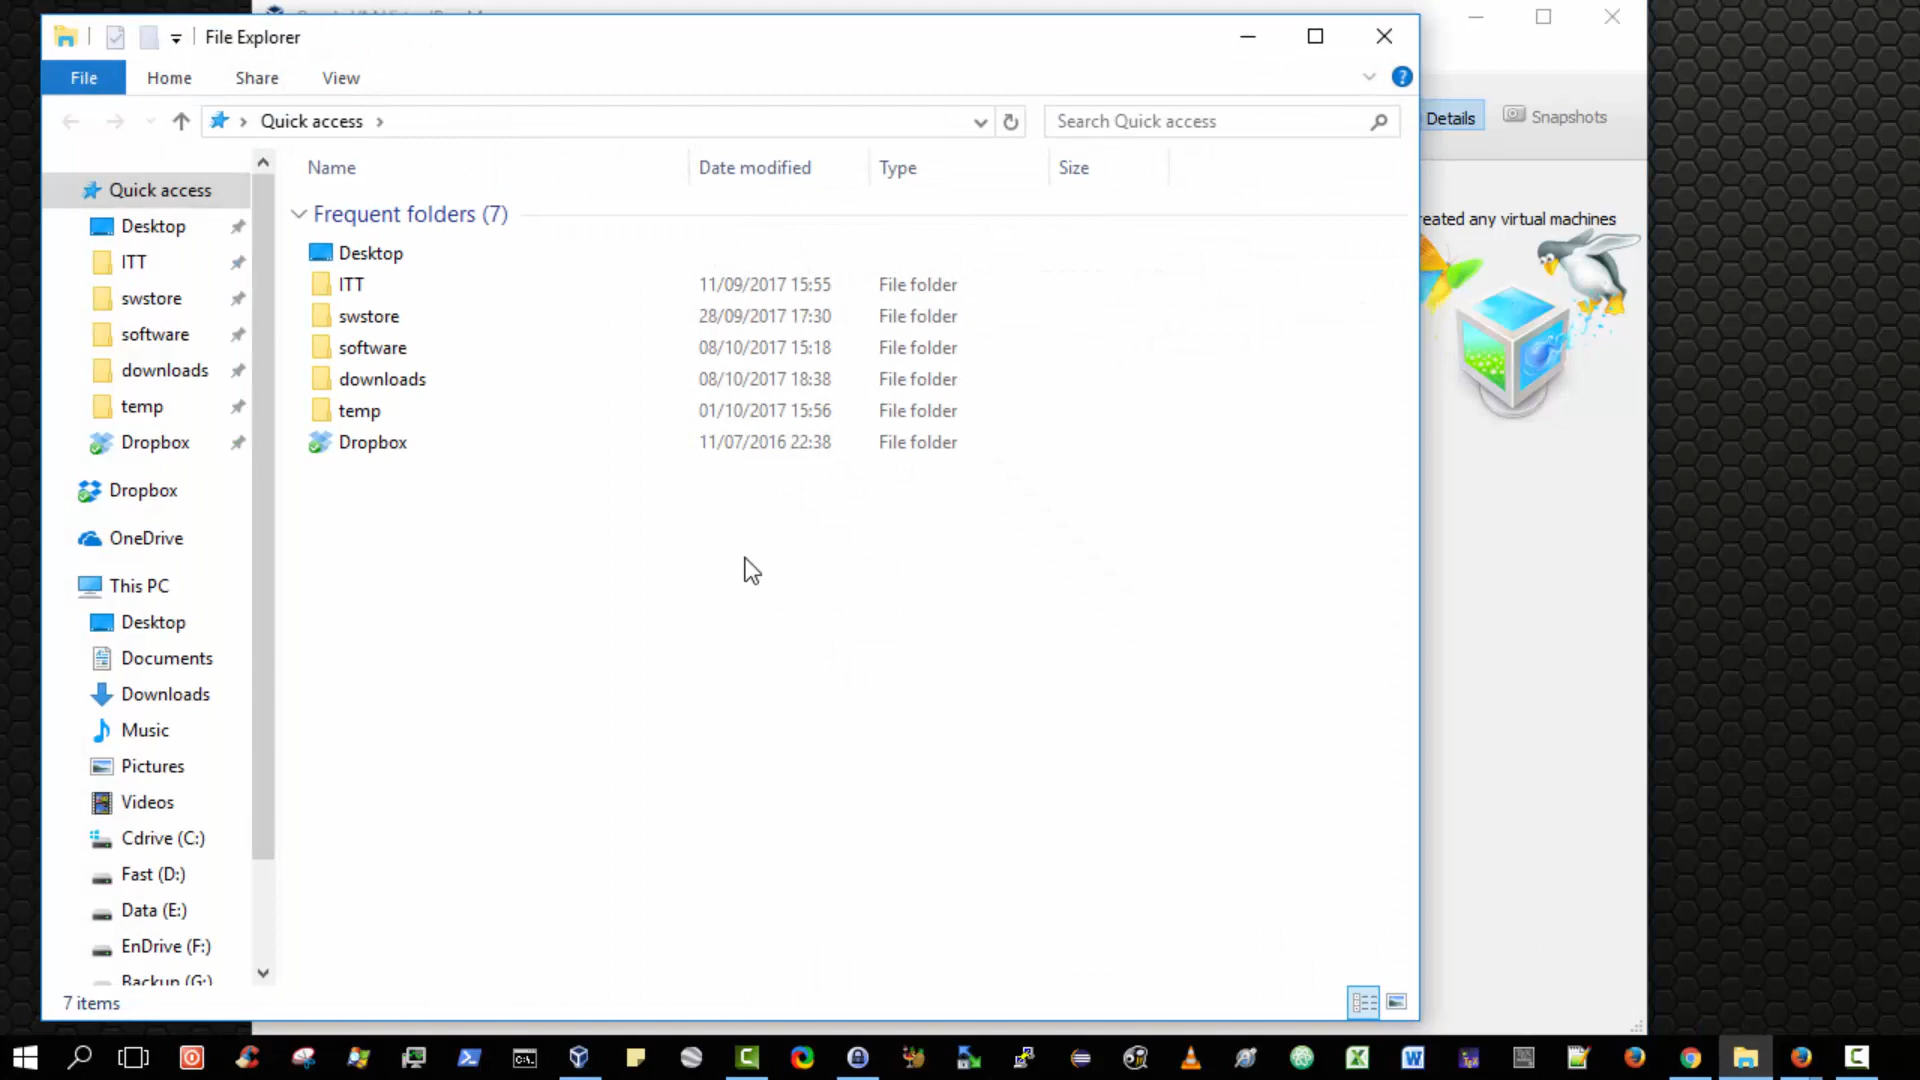 File Explorer
File Home Share View
Quick access
Search Quick access
Details
Snapshots
Name Date modified Type Size
Quick access
Desktop
ITT
swstore
software
downloads
temp
Dropbox
Dropbox
OneDrive
This PC
Desktop
Documents
Downloads
Music
Pictures
Videos
Cdrive (C:)
Fast (D:)
Data (E:)
EnDrive (F:)
Backup (G:)
Frequent folders (7)
Desktop
ITT 11/09/2017 15:55 File folder
swstore 28/09/2017 17:30 File folder
software 08/10/2017 15:18 File folder
downloads 08/10/2017 18:38 File folder
temp 01/10/2017 15:56 File folder
Dropbox 11/07/2016 22:38 File folder
reated any virtual machines
7 items